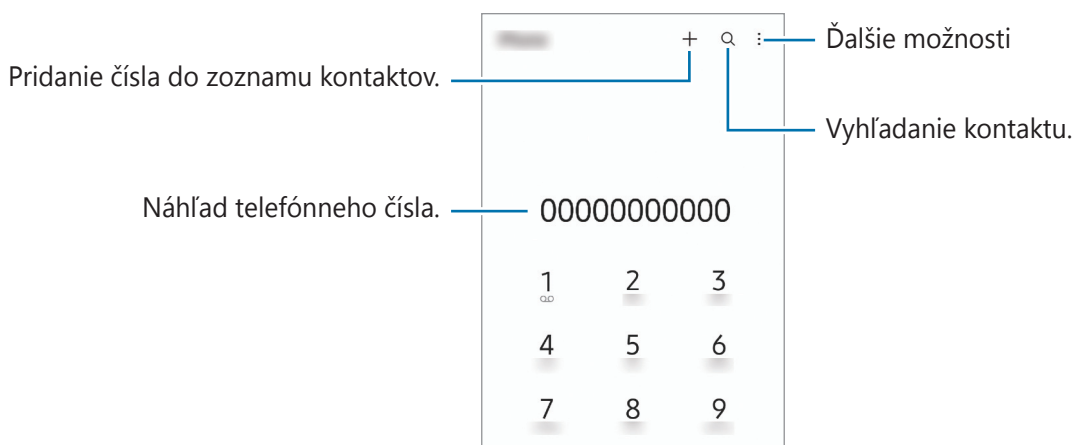 Ďalšie možnosti
Pridanie čísla do zoznamu kontaktov.
Vyhľadanie kontaktu.
Náhľad telefónneho čísla.
00000000000
1 2 3
4 5 6
7 8 9